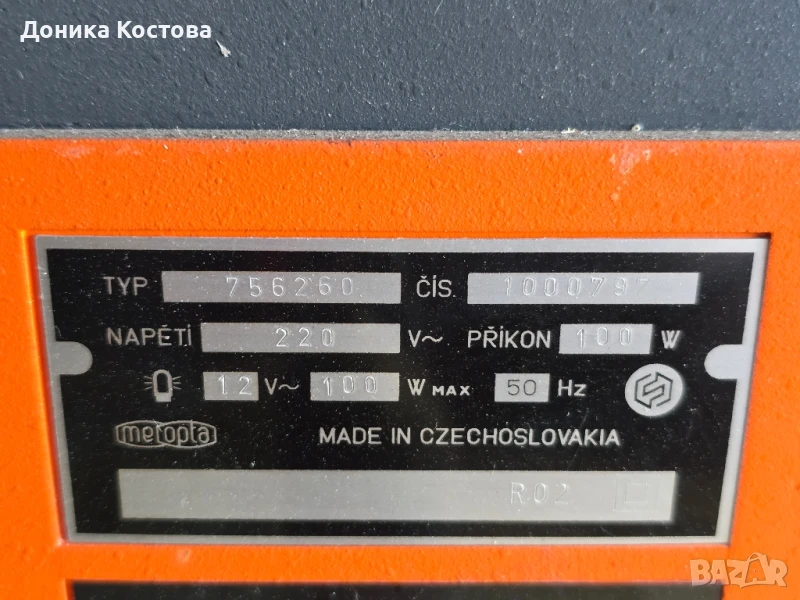 Доника Костова
TYP 756260 ČÍS. 1000797
NAPĚTÍ 220 V~ PŘÍKON 100 W
12 V~ 100 W MAX 50 Hz
meopta MADE IN CZECHOSLOVAKIA
R02
BAZAR